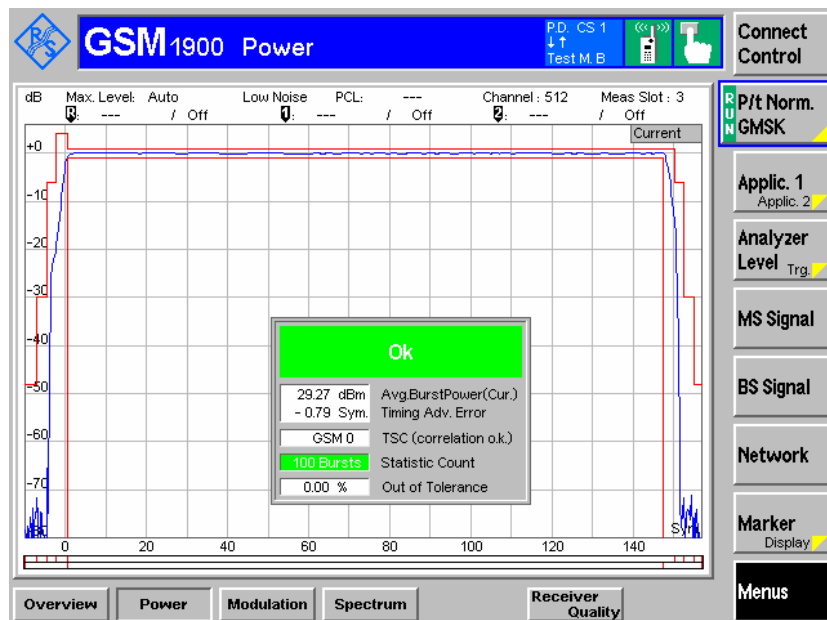 R&S
GSM 1900 Power
P.D. CS 1
↓↑
Test M. B
Connect Control
dB Max. Level: Auto Low Noise PCL: --- Channel : 512 Meas Slot : 3
R: --- / Off 1: --- / Off 2: --- / Off
Current
RUN
P/t Norm. GMSK
Applic. 1
Applic. 2
Analyzer Level
Trg.
MS Signal
BS Signal
Network
Marker
Display
Menus
+0
-10
-20
-30
-40
-50
-60
-70
Ok
29.27 dBm Avg.BurstPower(Cur.)
- 0.79 Sym. Timing Adv. Error
GSM 0 TSC (correlation o.k.)
100 Bursts Statistic Count
0.00 % Out of Tolerance
Sym
0 20 40 60 80 100 120 140
Overview Power Modulation Spectrum Receiver Quality